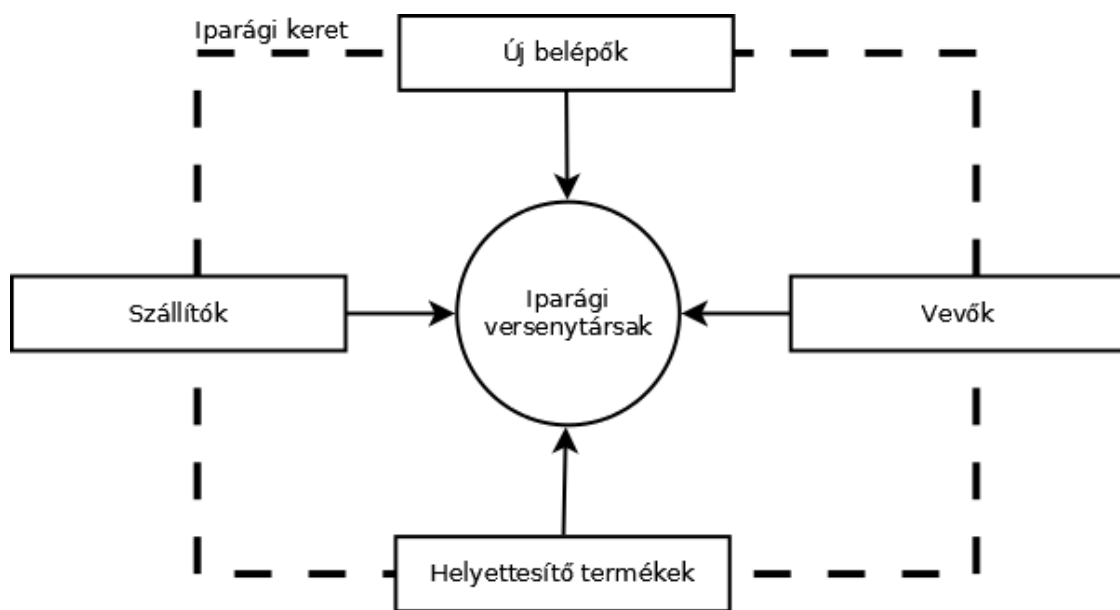 Iparági keret
Új belépők
Szállítók
Iparági
versenytársak
Vevők
Helyettesítő termékek